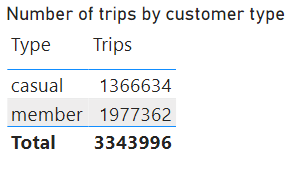 Number of trips by customer type
Type Trips
casual 1366634
member 1977362
Total 3343996